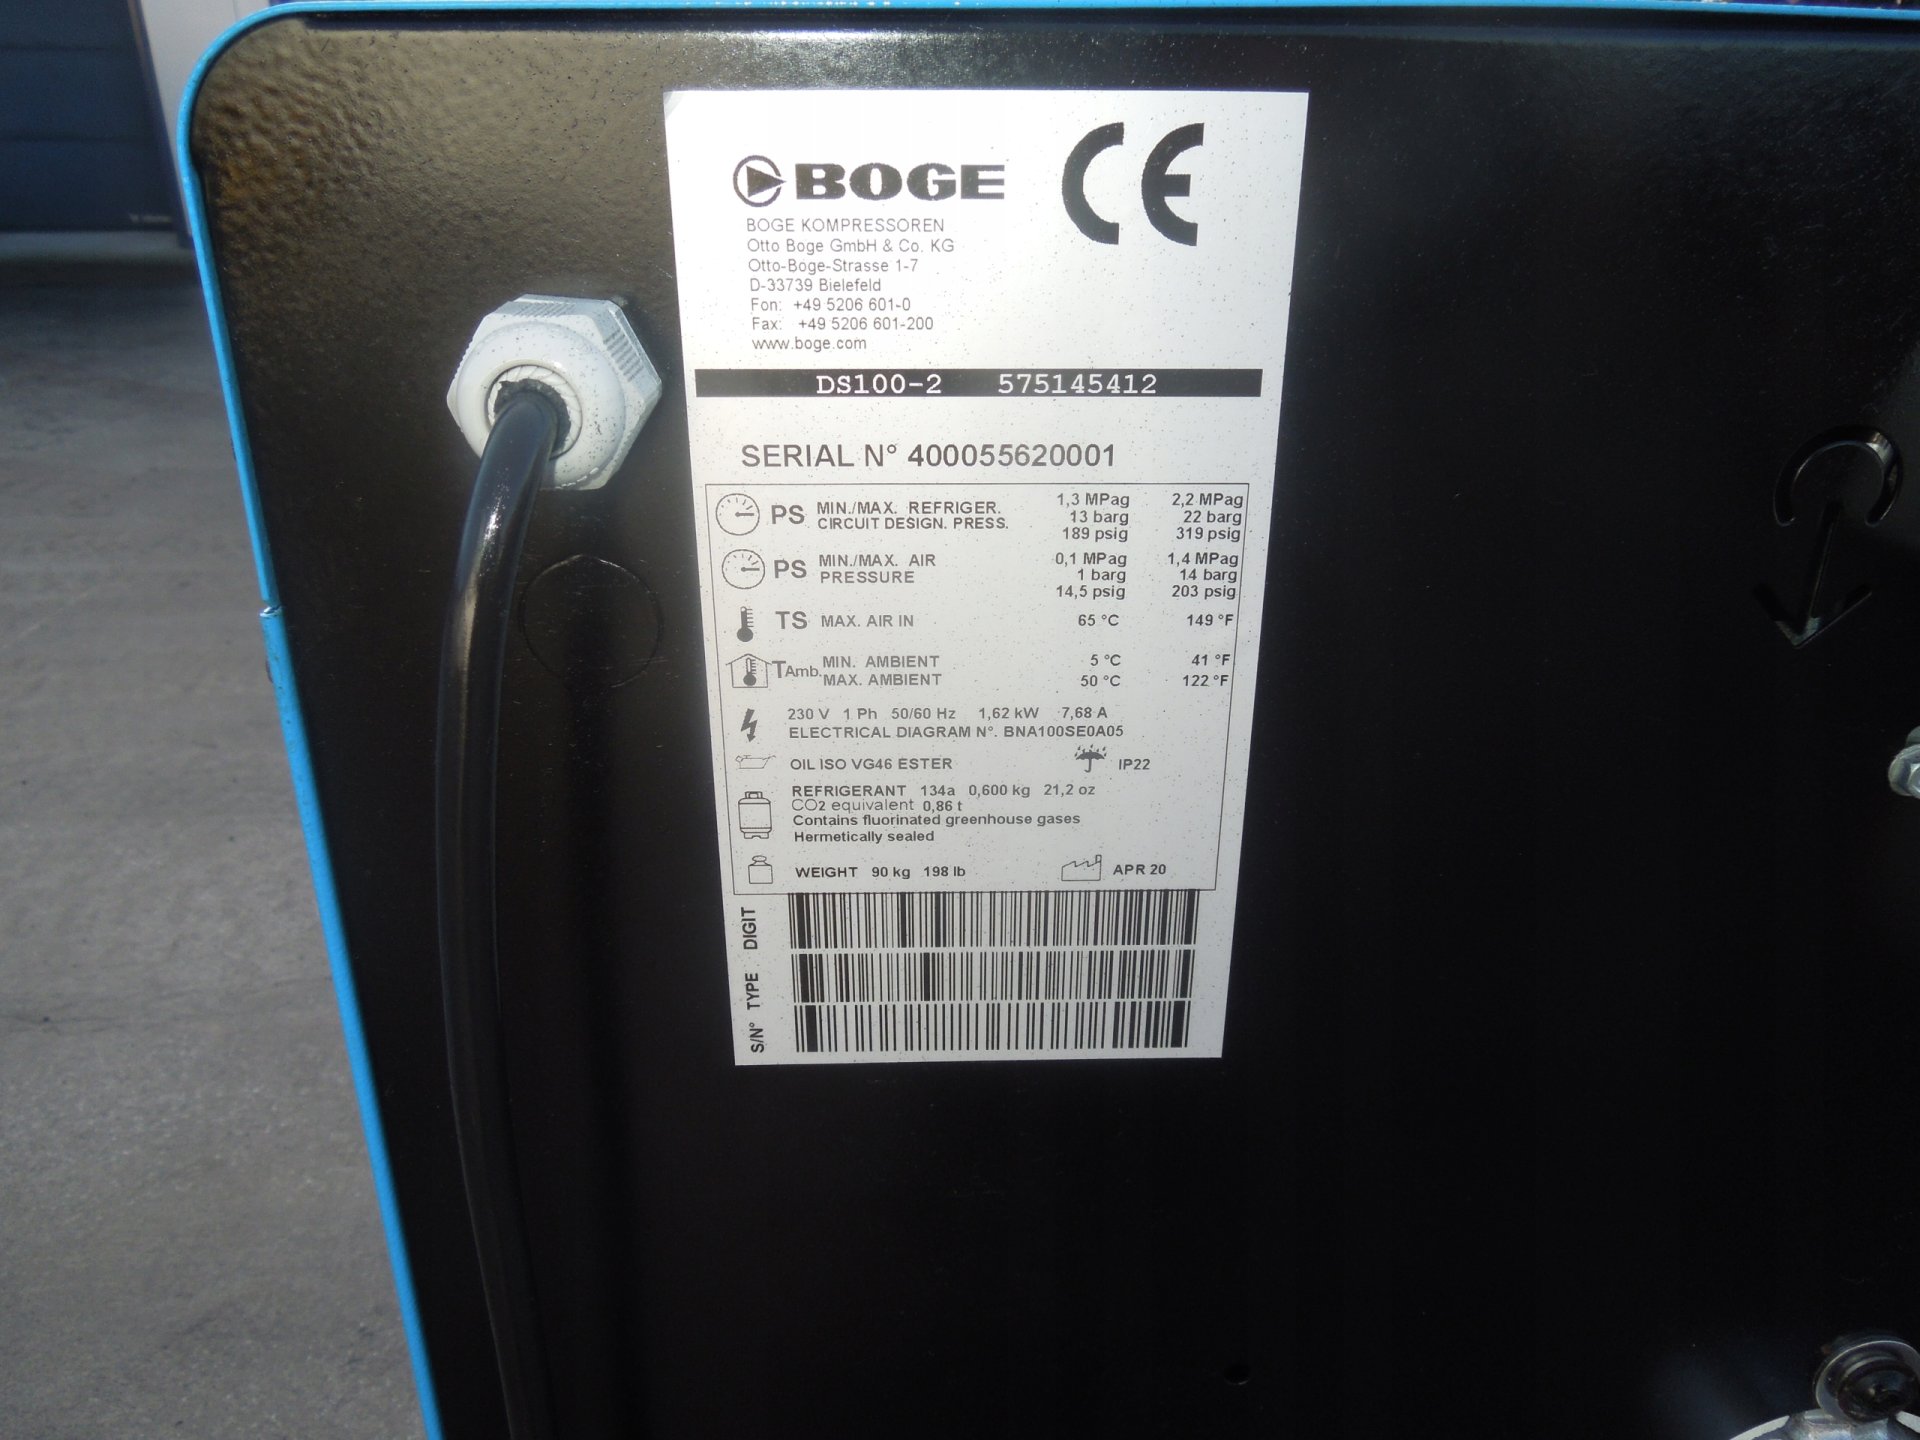 BOGE CE
BOGE KOMPRESSOREN
Otto Boge GmbH & Co. KG
Otto-Boge-Strasse 1-7
D-33739 Bielefeld
Fon: +49 5206 601-0
Fax: +49 5206 601-200
www.boge.com
DS100-2 575145412
SERIAL N° 400055620001
PS MIN./MAX. REFRIGER. CIRCUIT DESIGN. PRESS.
1,3 MPag 2,2 MPag
13 barg 22 barg
189 psig 319 psig
PS MIN./MAX. AIR PRESSURE
0,1 MPag 1,4 MPag
1 barg 14 barg
14,5 psig 203 psig
TS MAX. AIR IN 65 °C 149 °F
TAmb. MIN. AMBIENT 5 °C 41 °F
MAX. AMBIENT 50 °C 122 °F
230 V 1 Ph 50/60 Hz 1,62 kW 7,68 A
ELECTRICAL DIAGRAM N°. BNA100SE0A05
OIL ISO VG46 ESTER IP22
REFRIGERANT 134a 0,600 kg 21,2 oz
CO2 equivalent 0,86 t
Contains fluorinated greenhouse gases
Hermetically sealed
WEIGHT 90 kg 198 lb APR 20
DIGIT
TYPE
S/N°